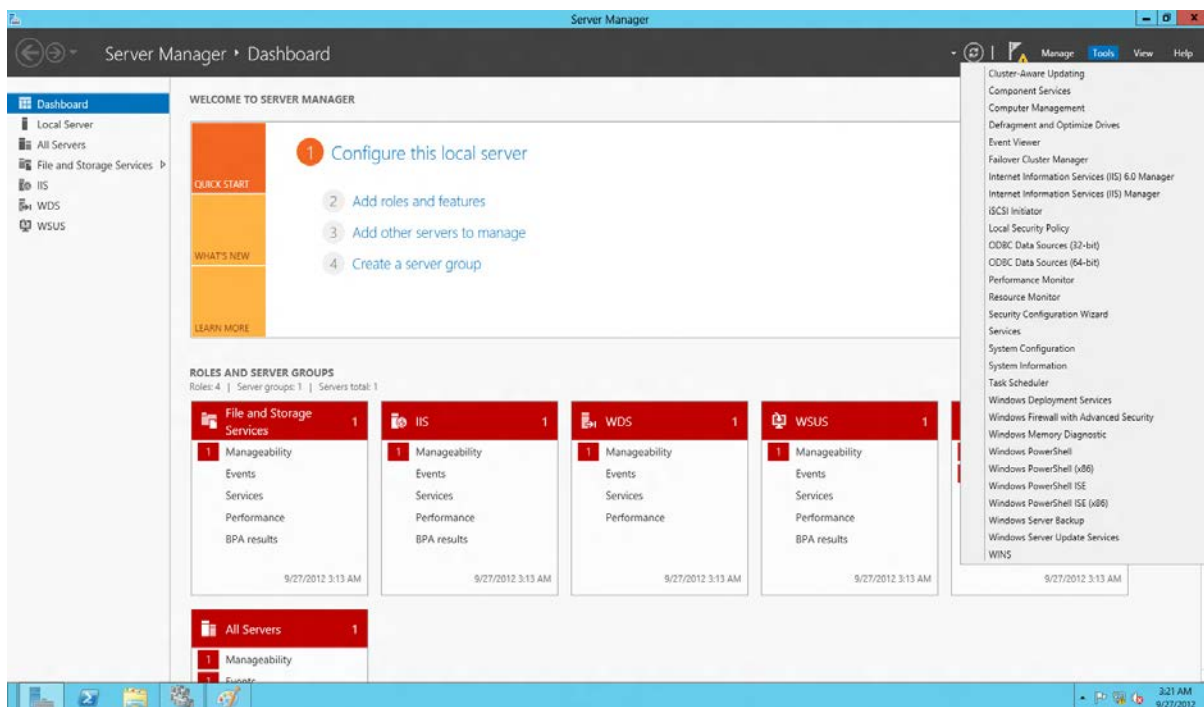 Server Manager
Server Manager • Dashboard
Manage Tools View Help
Dashboard
Local Server
All Servers
File and Storage Services
IIS
WDS
WSUS
WELCOME TO SERVER MANAGER
QUICK START
WHAT'S NEW
LEARN MORE
1 Configure this local server
2 Add roles and features
3 Add other servers to manage
4 Create a server group
Cluster-Aware Updating
Component Services
Computer Management
Defragment and Optimize Drives
Event Viewer
Failover Cluster Manager
Internet Information Services (IIS) 6.0 Manager
Internet Information Services (IIS) Manager
iSCSI Initiator
Local Security Policy
ODBC Data Sources (32-bit)
ODBC Data Sources (64-bit)
Performance Monitor
Resource Monitor
Security Configuration Wizard
Services
System Configuration
System Information
Task Scheduler
Windows Deployment Services
Windows Firewall with Advanced Security
Windows Memory Diagnostic
Windows PowerShell
Windows PowerShell (x86)
Windows PowerShell ISE
Windows PowerShell ISE (x86)
Windows Server Backup
Windows Server Update Services
WINS
ROLES AND SERVER GROUPS
Roles: 4 | Server groups: 1 | Servers total: 1
File and Storage
Services 1
1 Manageability
Events
Services
Performance
BPA results
9/27/2012 3:13 AM
IIS 1
1 Manageability
Events
Services
Performance
BPA results
9/27/2012 3:13 AM
WDS 1
1 Manageability
Events
Services
Performance
9/27/2012 3:13 AM
WSUS 1
1 Manageability
Events
Services
Performance
BPA results
9/27/2012 3:13 AM
9/27/2012 3:13 AM
All Servers 1
1 Manageability
1 Events
3:21 AM
9/27/2012